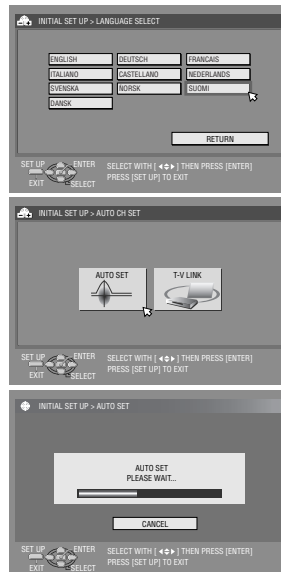 INITIAL SET UP > LANGUAGE SELECT
ENGLISH DEUTSCH FRANCAIS
ITALIANO CASTELLANO NEDERLANDS
SVENSKA NORSK SUOMI
DANSK
RETURN
SET UP ENTER SELECT WITH [ ◄⬍► ] THEN PRESS [ENTER]
EXIT SELECT PRESS [SET UP] TO EXIT
INITIAL SET UP > AUTO CH SET
AUTO SET T-V LINK
SET UP ENTER SELECT WITH [ ◄⬍► ] THEN PRESS [ENTER]
EXIT SELECT PRESS [SET UP] TO EXIT
INITIAL SET UP > AUTO SET
AUTO SET
PLEASE WAIT...
CANCEL
SET UP ENTER SELECT WITH [ ◄⬍► ] THEN PRESS [ENTER]
EXIT SELECT PRESS [SET UP] TO EXIT